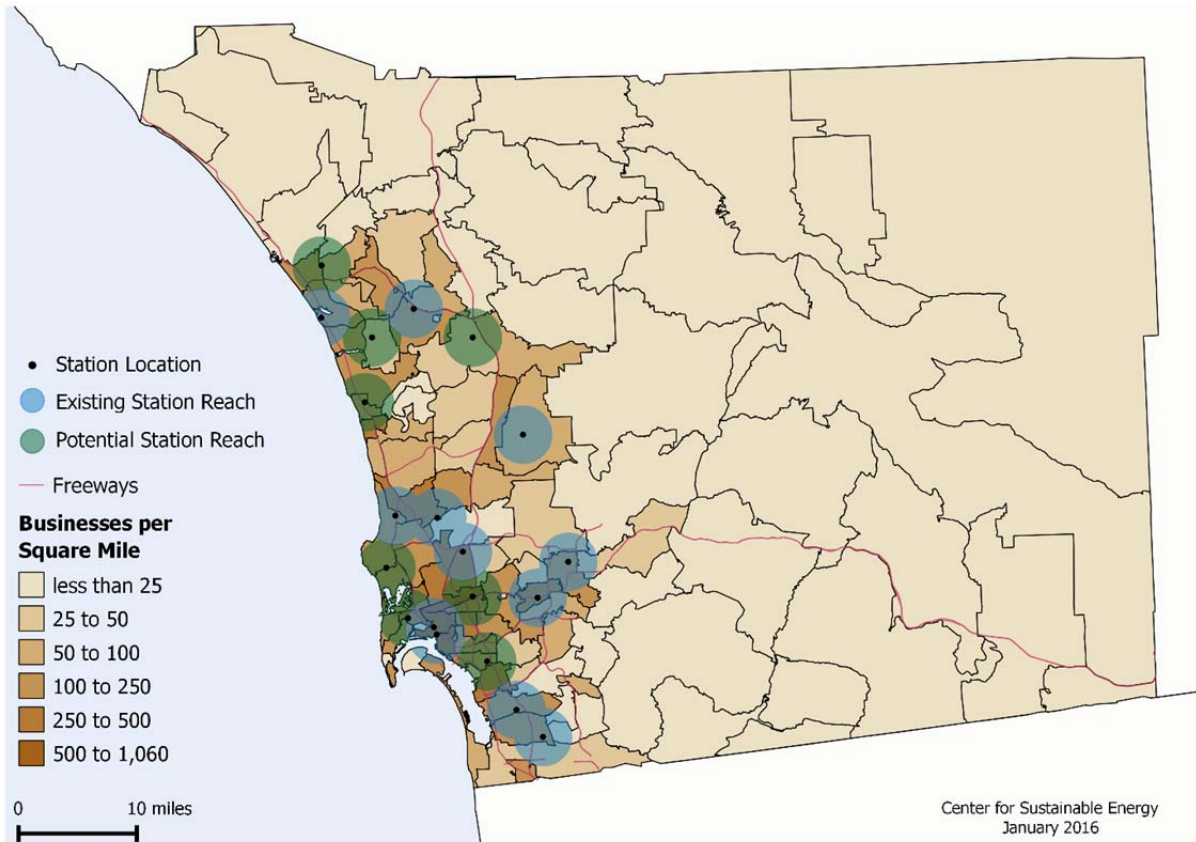 Station Location
Existing Station Reach
Potential Station Reach
Freeways
Businesses per
Square Mile
less than 25
25 to 50
50 to 100
100 to 250
250 to 500
500 to 1,060
0
10 miles
Center for Sustainable Energy
January 2016